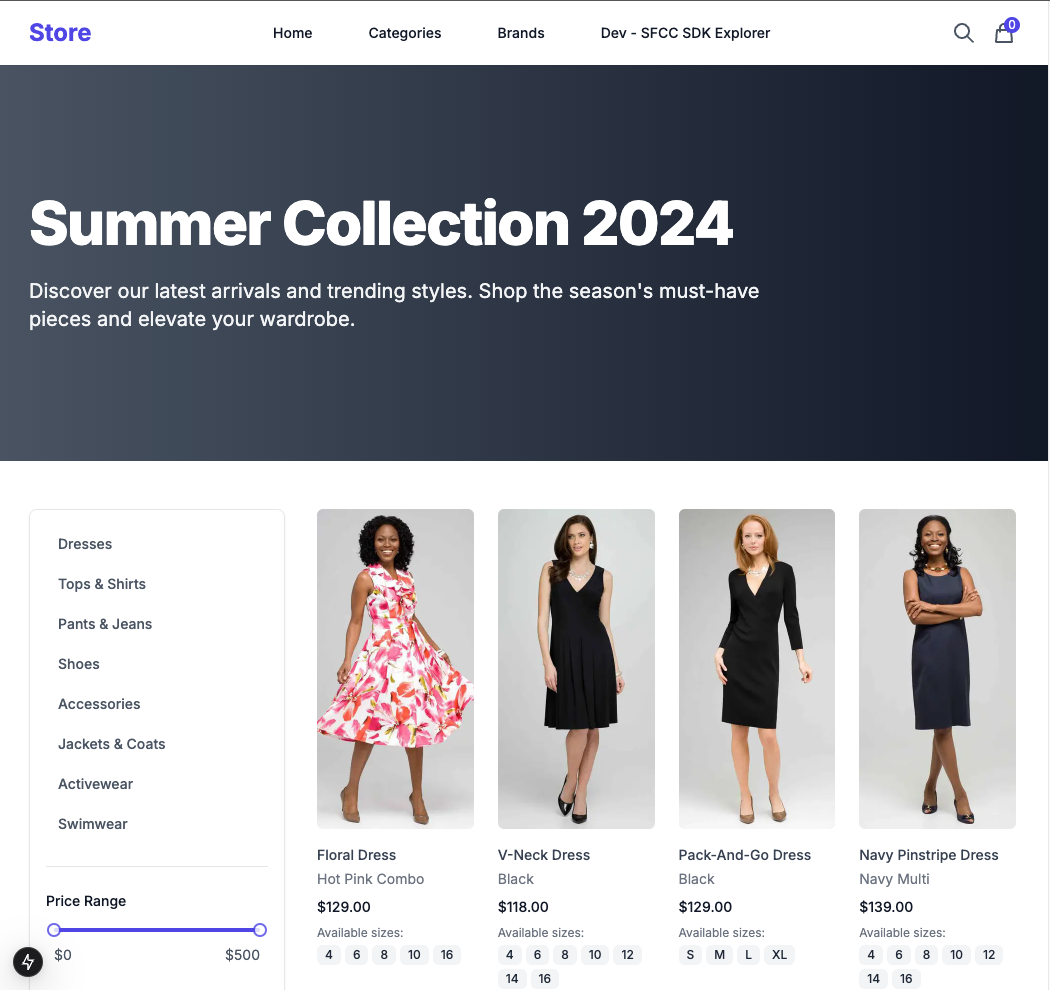 Store
Home
Categories
Brands
Dev - SFCC SDK Explorer
0
Summer Collection 2024
Discover our latest arrivals and trending styles. Shop the season's must-have
pieces and elevate your wardrobe.
Dresses
Tops & Shirts
Pants & Jeans
Shoes
Accessories
Jackets & Coats
Activewear
Swimwear
Price Range
$0 $500
Floral Dress
Hot Pink Combo
$129.00
Available sizes:
4 6 8 10 16
V-Neck Dress
Black
$118.00
Available sizes:
4 6 8 10 12
14 16
Pack-And-Go Dress
Black
$129.00
Available sizes:
S M L XL
Navy Pinstripe Dress
Navy Multi
$139.00
Available sizes:
4 6 8 10 12
14 16